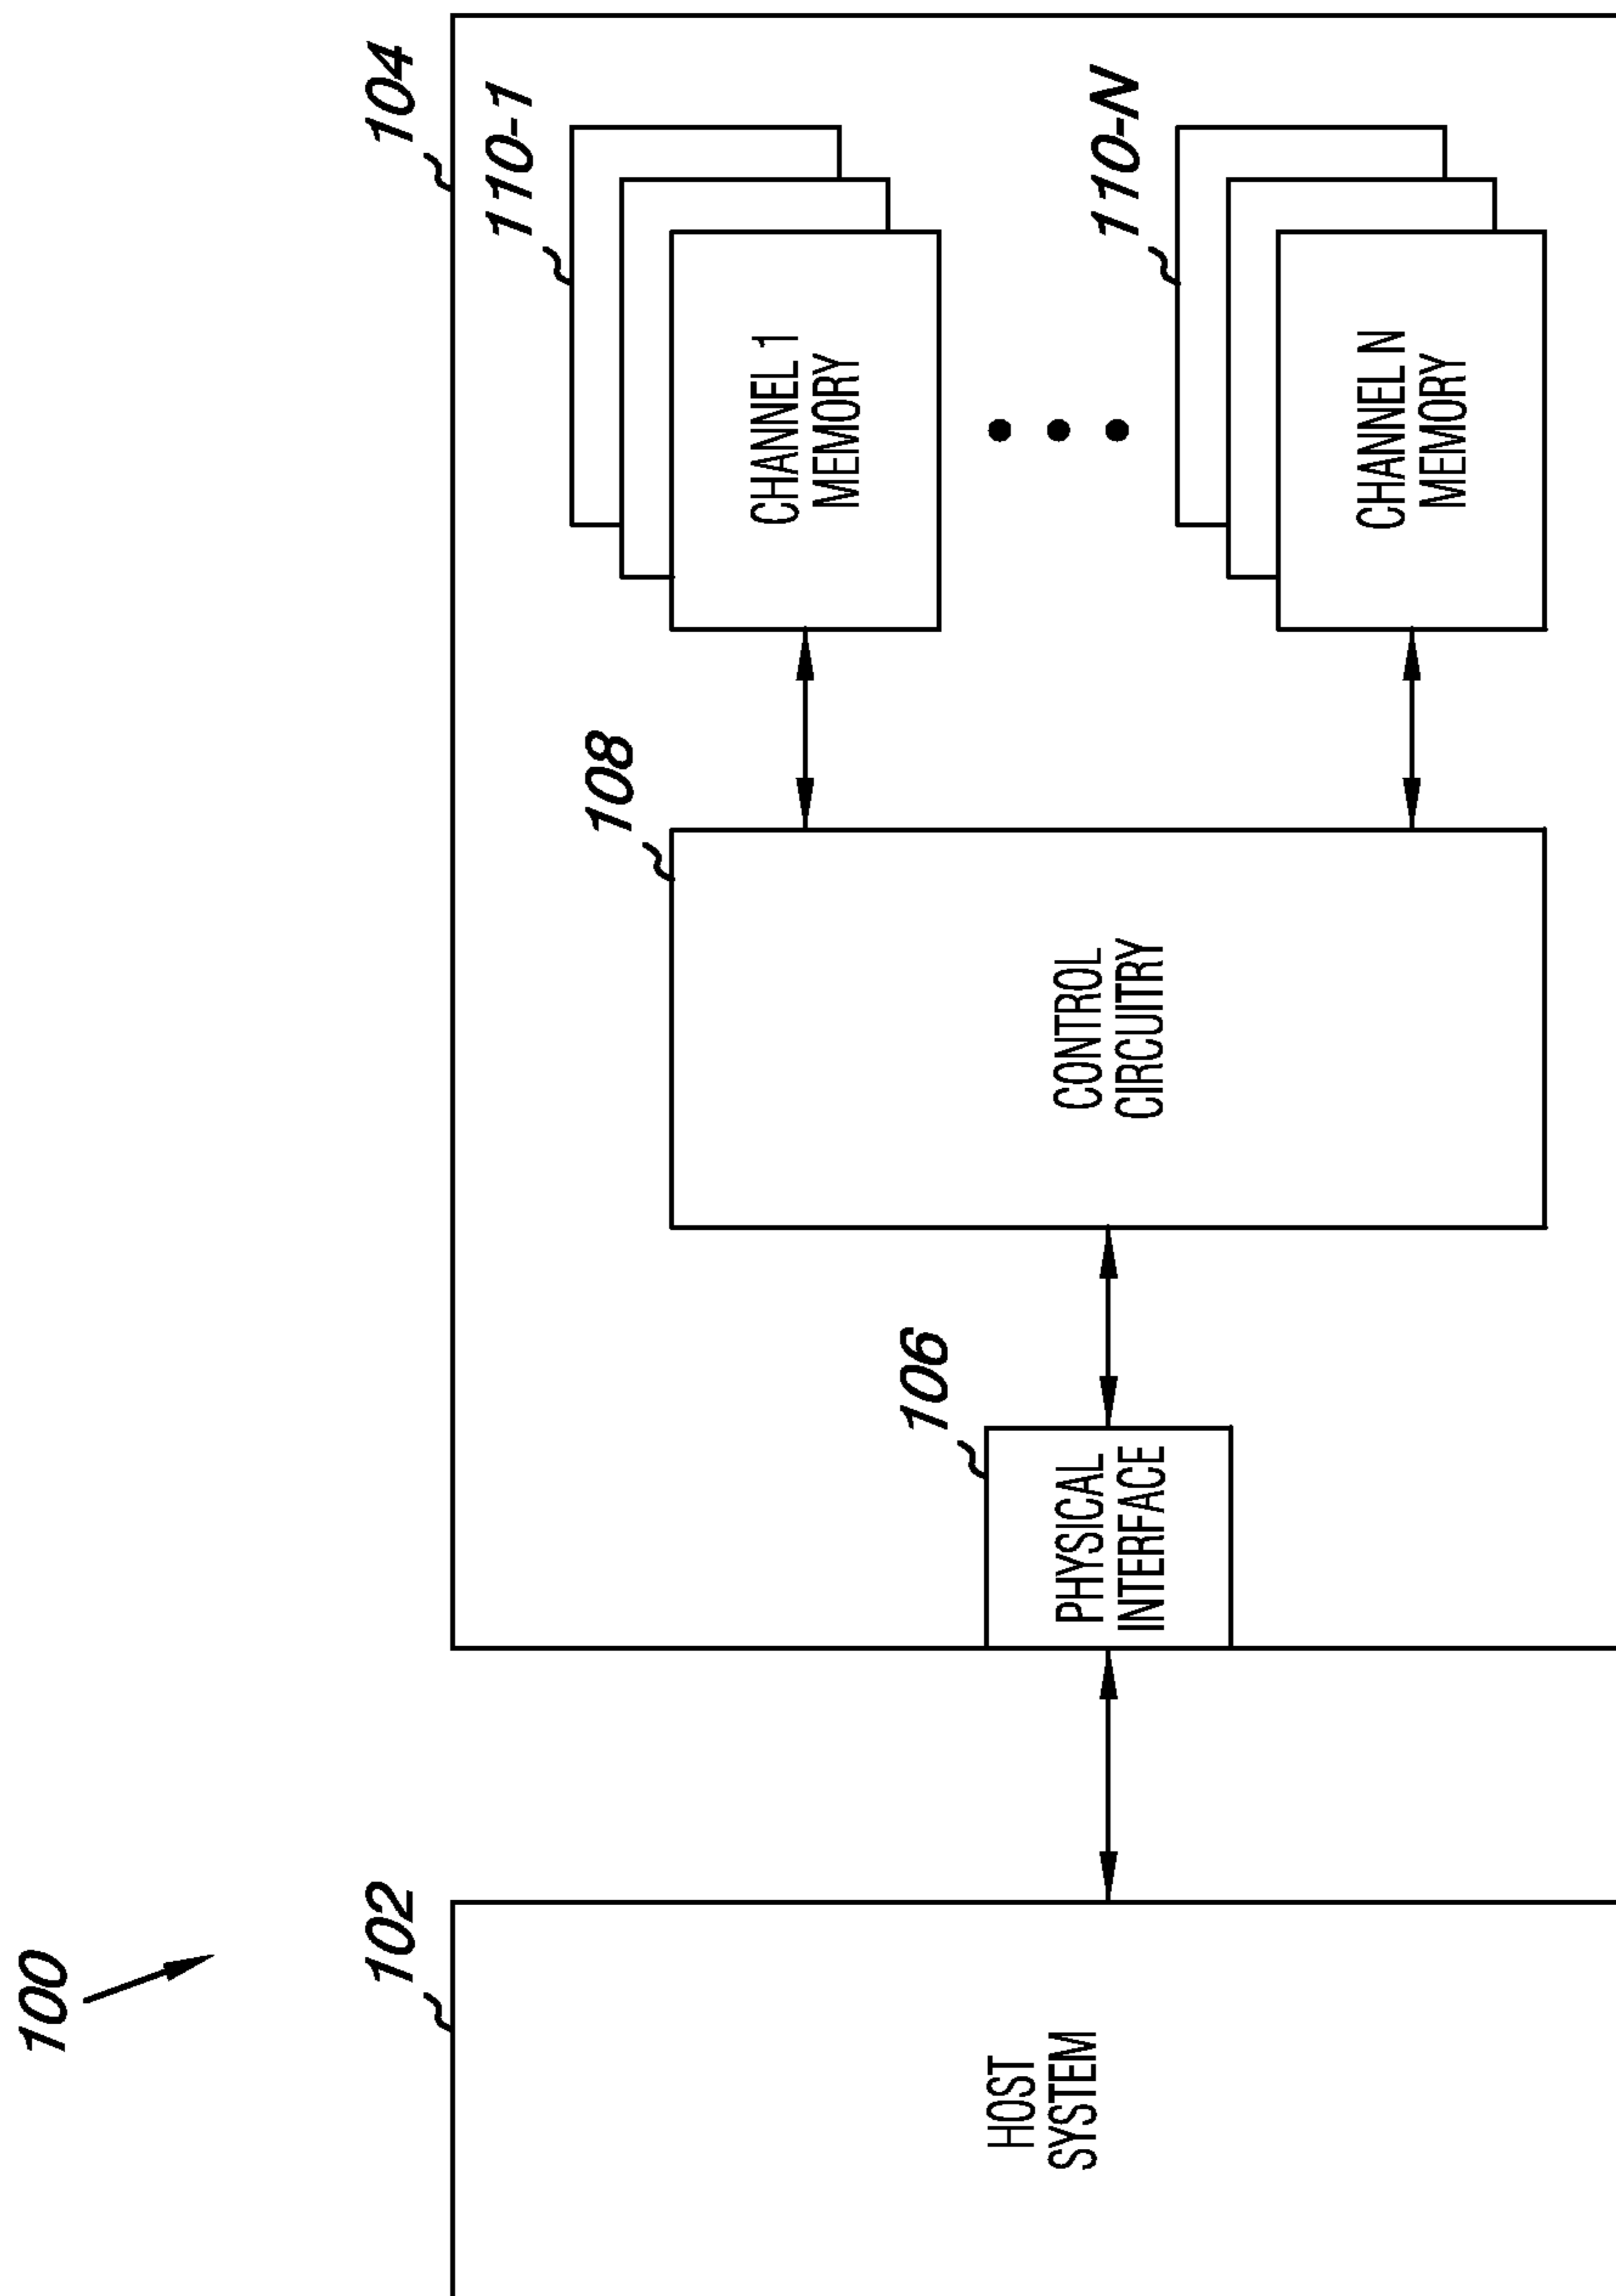 100
102
104
HOST
SYSTEM
106
PHYSICAL
INTERFACE
108
CONTROL
CIRCUITRY
110-1
CHANNEL 1
MEMORY
110-N
CHANNEL N
MEMORY